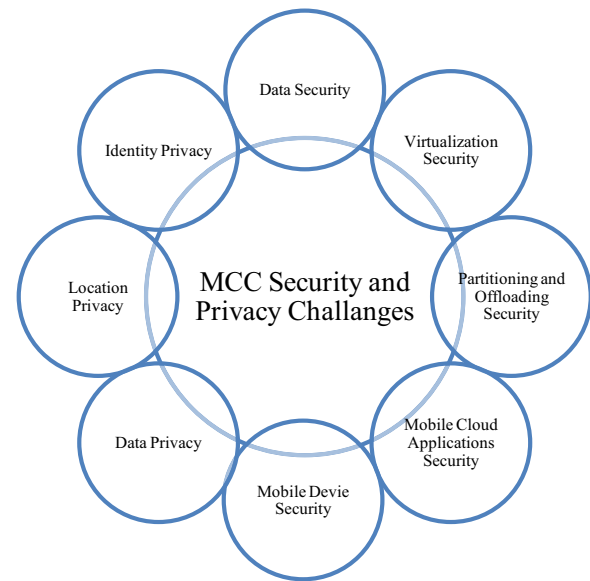 Data Security
Virtualization
Security
Partitioning and
Offloading
Security
Mobile Cloud
Applications
Security
Mobile Devie
Security
Data Privacy
Location
Privacy
Identity Privacy
MCC Security and
Privacy Challanges